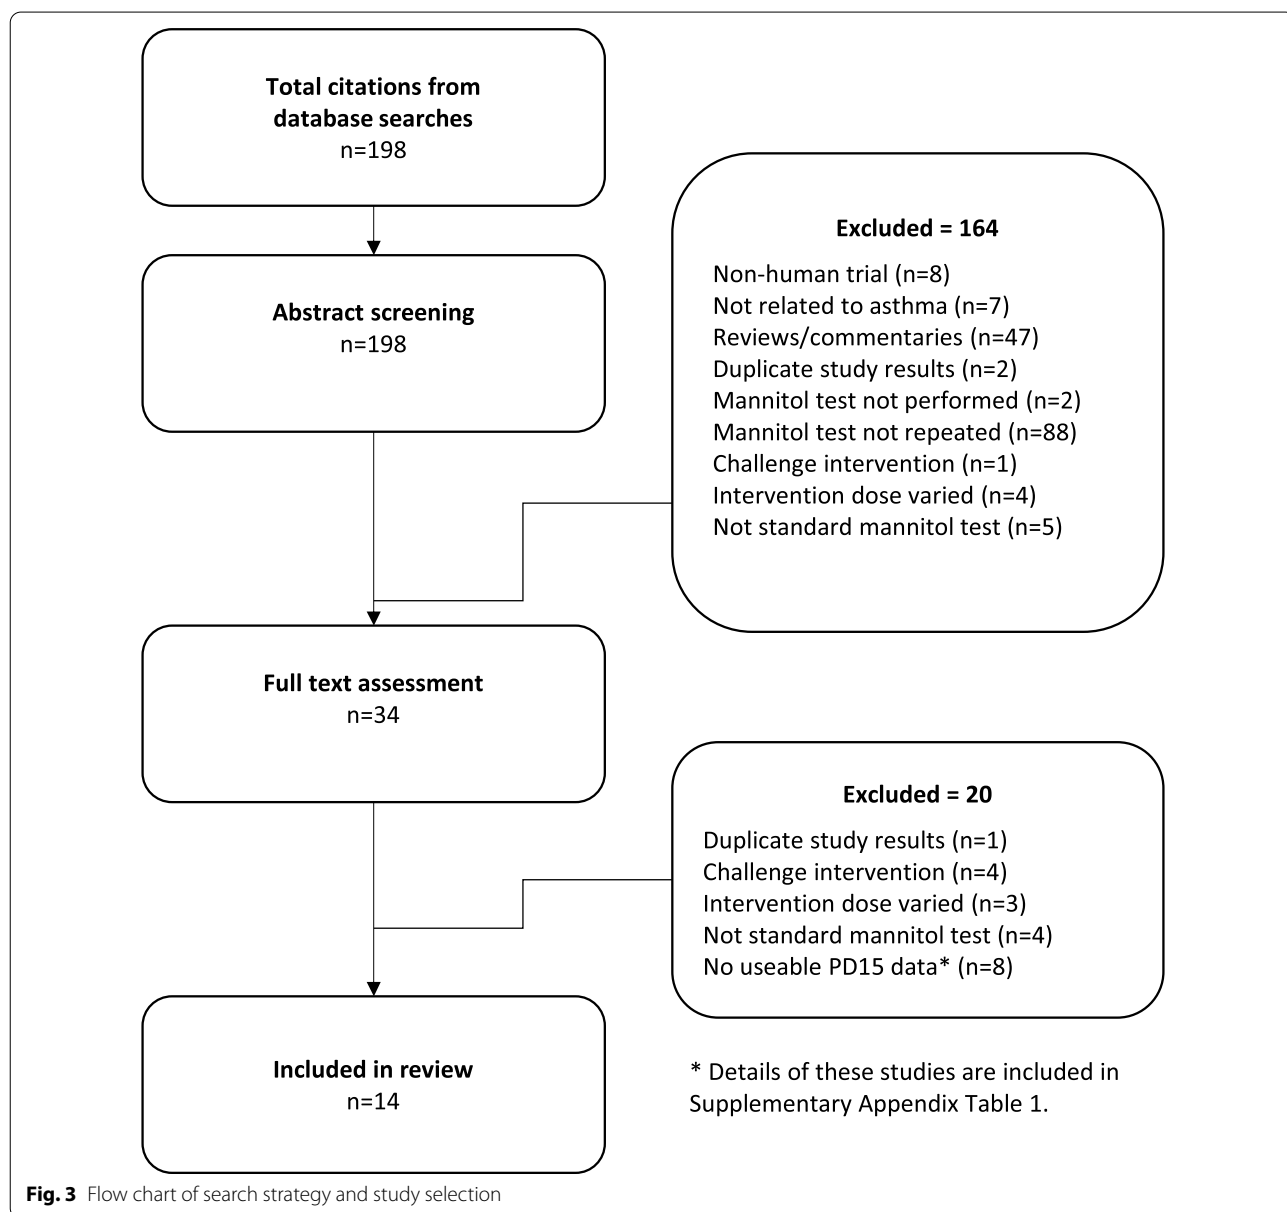 Total citations from
database searches
n=198
Abstract screening
n=198
Excluded = 164
Non-human trial (n=8)
Not related to asthma (n=7)
Reviews/commentaries (n=47)
Duplicate study results (n=2)
Mannitol test not performed (n=2)
Mannitol test not repeated (n=88)
Challenge intervention (n=1)
Intervention dose varied (n=4)
Not standard mannitol test (n=5)
Full text assessment
n=34
Excluded = 20
Duplicate study results (n=1)
Challenge intervention (n=4)
Intervention dose varied (n=3)
Not standard mannitol test (n=4)
No useable PD15 data* (n=8)
Included in review
n=14
* Details of these studies are included in
Supplementary Appendix Table 1.
Fig. 3 Flow chart of search strategy and study selection